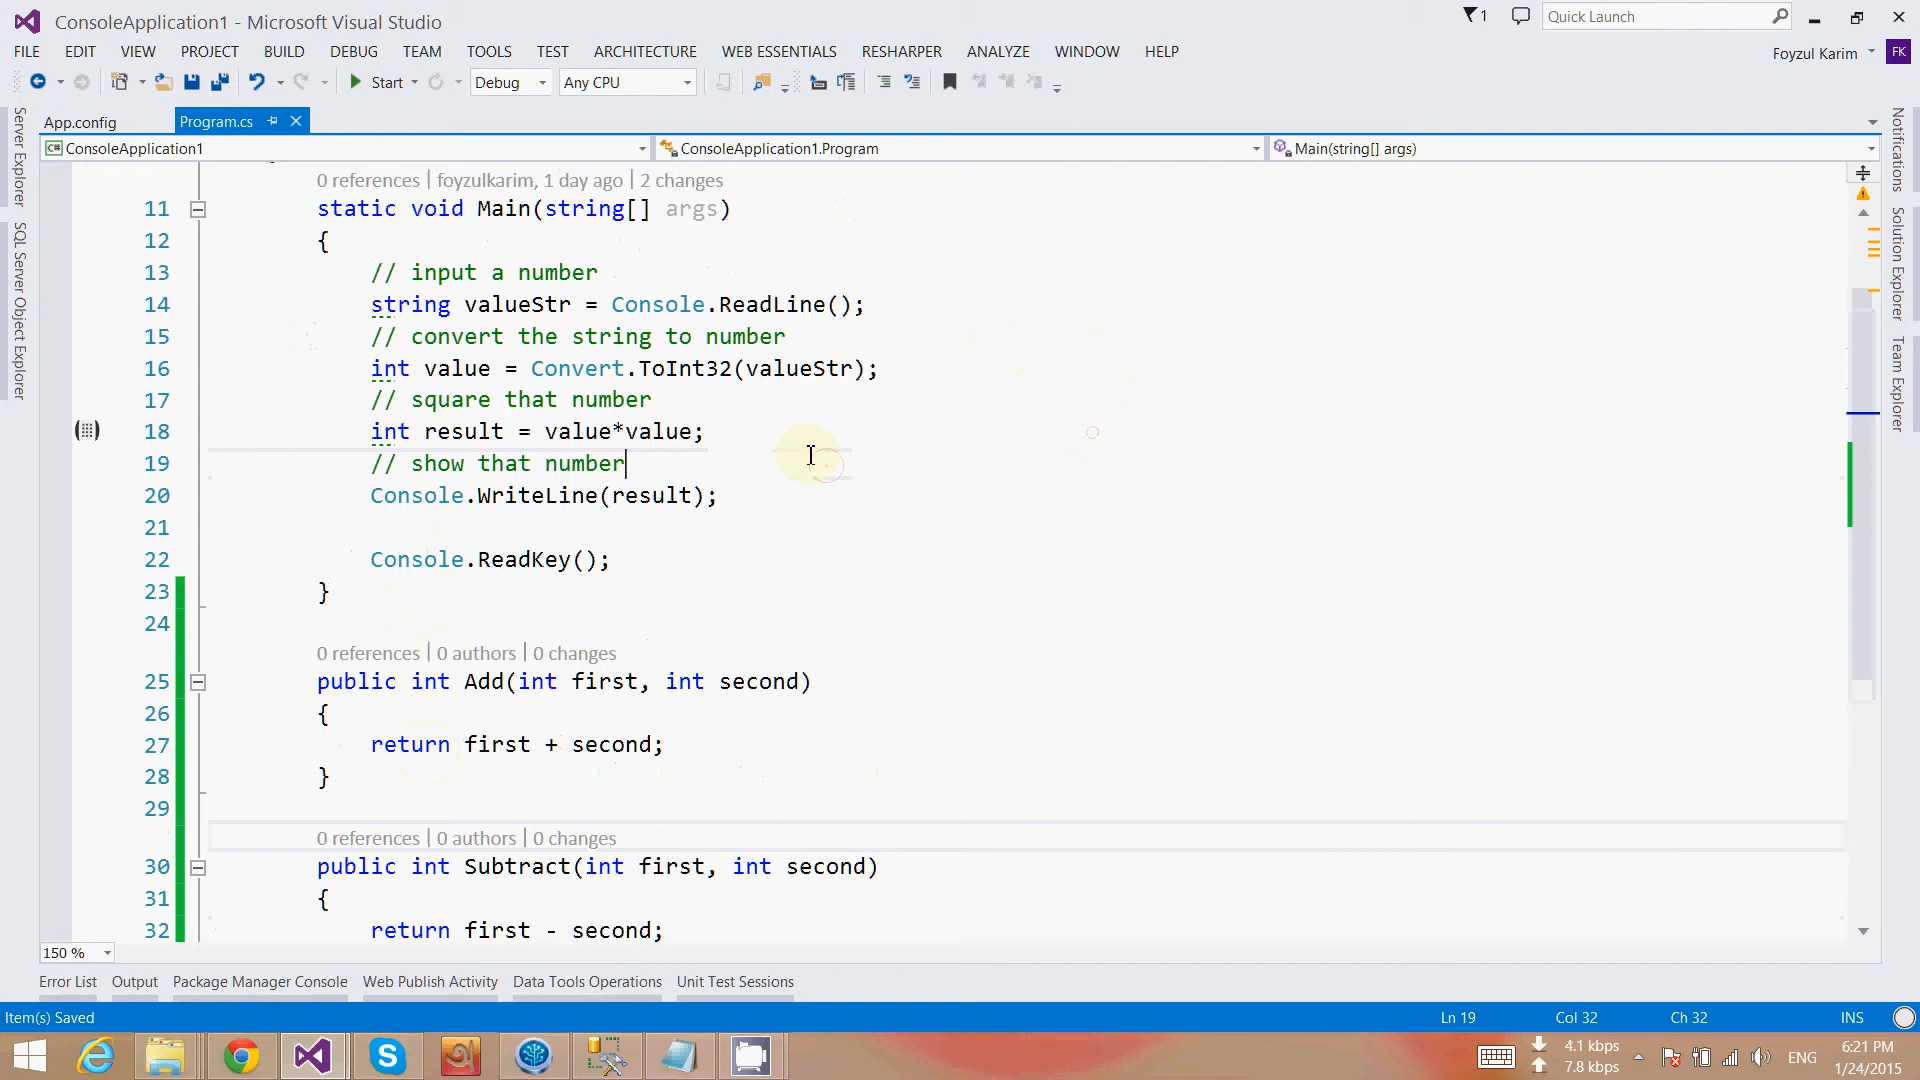 ConsoleApplication1 - Microsoft Visual Studio
1
Quick Launch
FILE EDIT VIEW PROJECT BUILD DEBUG TEAM TOOLS TEST ARCHITECTURE WEB ESSENTIALS RESHARPER ANALYZE WINDOW HELP
Foyzul Karim FK
Start Debug Any CPU
App.config Program.cs
ConsoleApplication1 ConsoleApplication1.Program Main(string[] args)
Server Explorer
SQL Server Object Explorer
Notifications
Solution Explorer
Team Explorer
0 references | foyzulkarim, 1 day ago | 2 changes
11 static void Main(string[] args)
12 {
13 // input a number
14 string valueStr = Console.ReadLine();
15 // convert the string to number
16 int value = Convert.ToInt32(valueStr);
17 // square that number
18 int result = value*value;
19 // show that number
20 Console.WriteLine(result);
21
22 Console.ReadKey();
23 }
24
0 references | 0 authors | 0 changes
25 public int Add(int first, int second)
26 {
27 return first + second;
28 }
29
0 references | 0 authors | 0 changes
30 public int Subtract(int first, int second)
31 {
32 return first - second;
150 %
Error List Output Package Manager Console Web Publish Activity Data Tools Operations Unit Test Sessions
Item(s) Saved Ln 19 Col 32 Ch 32 INS
4.1 kbps
7.8 kbps
ENG
6:21 PM
1/24/2015